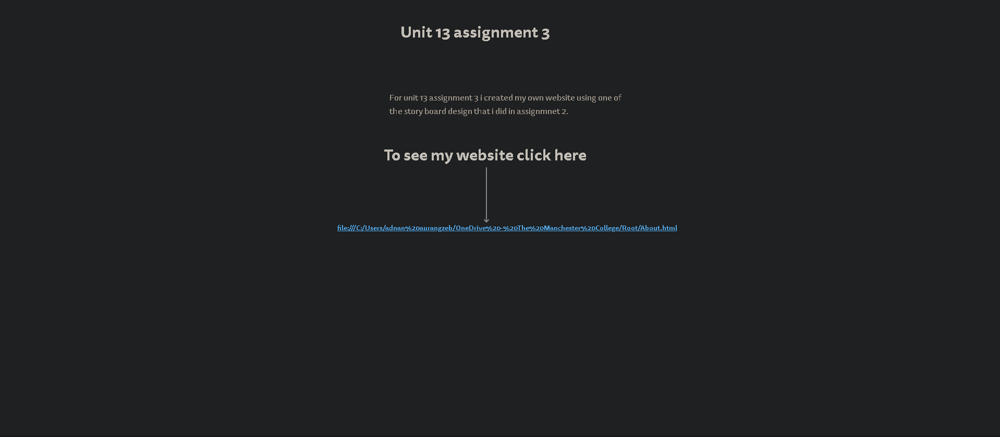 Unit 13 assignment 3
For unit 13 assignment 3 i created my own website using one of
the story board design that i did in assignmnet 2.
To see my website click here
file:///C:/Users/adnan%20aurangzeb/OneDrive%20-%20The%20Manchester%20College/Root/About.html